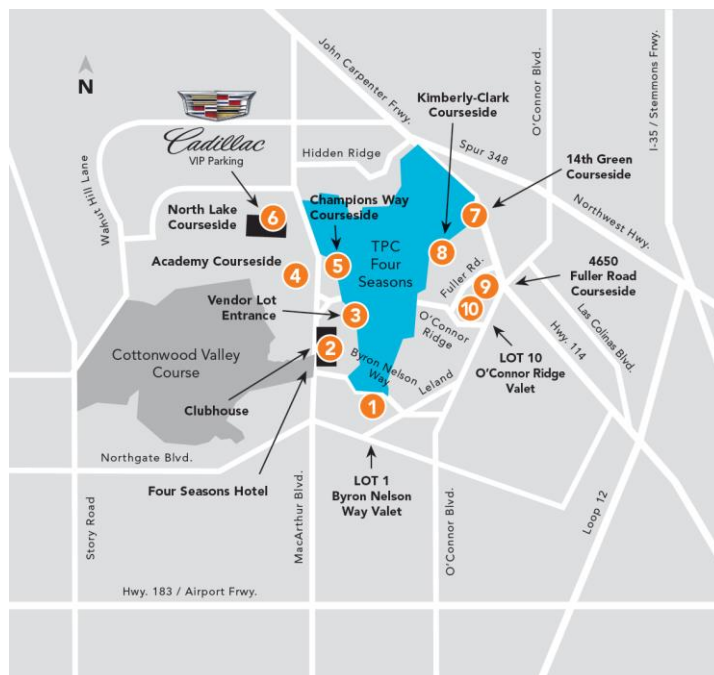 N
Cadillac
VIP Parking
John Carpenter Frwy.
Kimberly-Clark
Courseside
O'Connor Blvd.
I-35 / Stemmons Frwy.
Hidden Ridge
Spur 348
14th Green
Courseside
Walnut Hill Lane
North Lake
Courseside
6
Champions Way
Courseside
7
Northwest Hwy.
Academy Courseside
4
5
TPC
Four
Seasons
8
Fuller Rd.
4650
Fuller Road
Courseside
9
10
Vendor Lot
Entrance
3
O'Connor
Ridge
Las Colinas Blvd.
Cottonwood Valley
Course
2
Byron Nelson
Way
LOT 10
O'Connor Ridge
Valet
Hwy. 114
Clubhouse
1
Leland
Northgate Blvd.
Four Seasons Hotel
LOT 1
Byron Nelson
Way Valet
Story Road
MacArthur Blvd.
O'Connor Blvd.
Loop 12
Hwy. 183 / Airport Frwy.